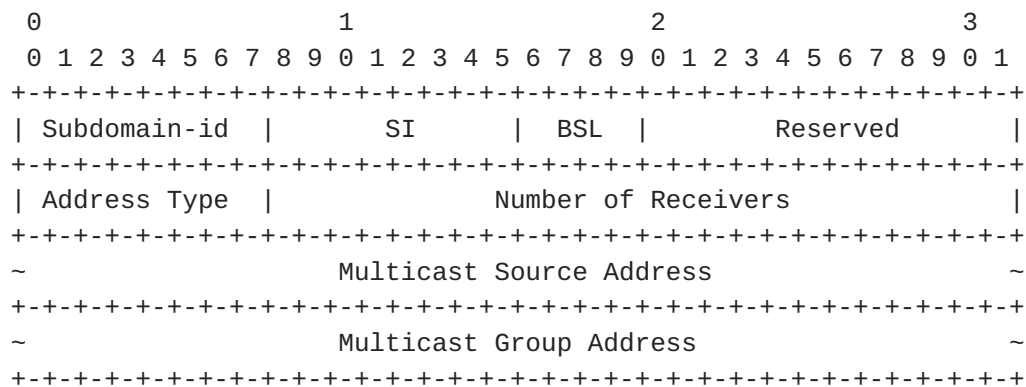 0                   1                   2                   3
 0 1 2 3 4 5 6 7 8 9 0 1 2 3 4 5 6 7 8 9 0 1 2 3 4 5 6 7 8 9 0 1
+-+-+-+-+-+-+-+-+-+-+-+-+-+-+-+-+-+-+-+-+-+-+-+-+-+-+-+-+-+-+-+-+
| Subdomain-id  |       SI      |  BSL  |        Reserved       |
+-+-+-+-+-+-+-+-+-+-+-+-+-+-+-+-+-+-+-+-+-+-+-+-+-+-+-+-+-+-+-+-+
| Address Type  |              Number of Receivers              |
+-+-+-+-+-+-+-+-+-+-+-+-+-+-+-+-+-+-+-+-+-+-+-+-+-+-+-+-+-+-+-+-+
~                    Multicast Source Address                   ~
+-+-+-+-+-+-+-+-+-+-+-+-+-+-+-+-+-+-+-+-+-+-+-+-+-+-+-+-+-+-+-+-+
~                    Multicast Group Address                    ~
+-+-+-+-+-+-+-+-+-+-+-+-+-+-+-+-+-+-+-+-+-+-+-+-+-+-+-+-+-+-+-+-+